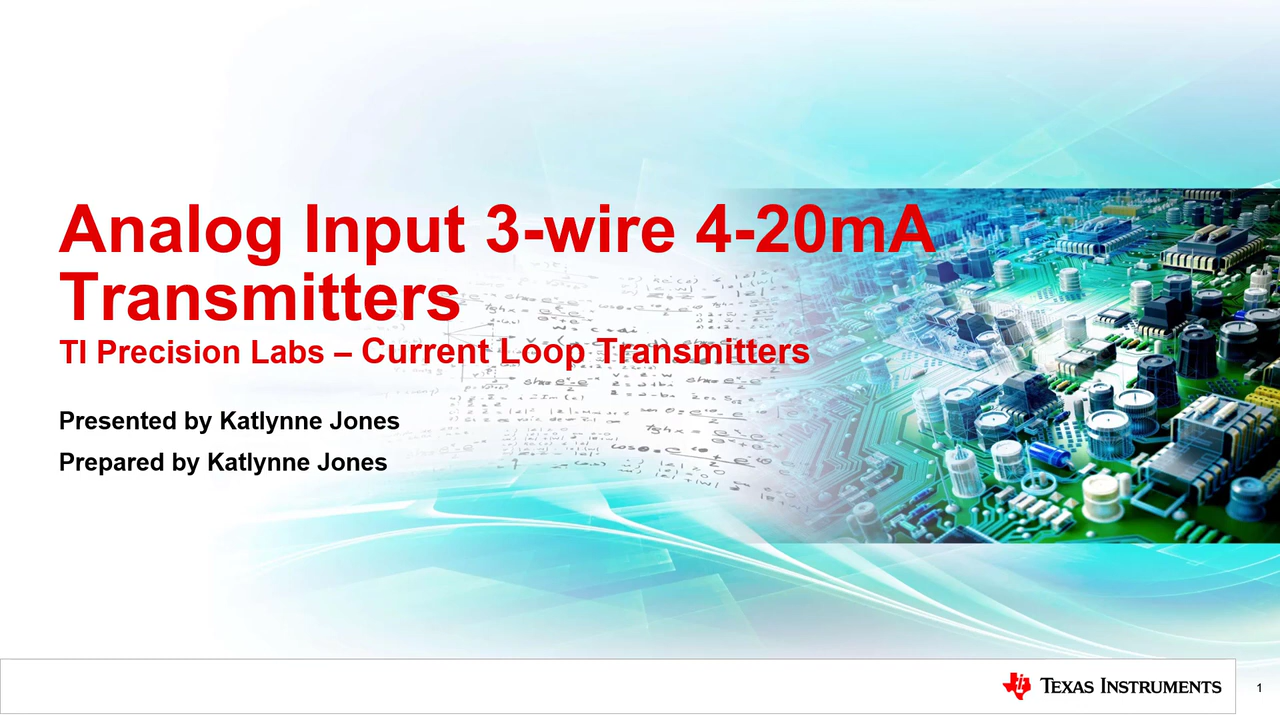 Analog Input 3-wire 4-20mA
Transmitters
TI Precision Labs – Current Loop Transmitters
Presented by Katlynne Jones
Prepared by Katlynne Jones
TEXAS INSTRUMENTS
1